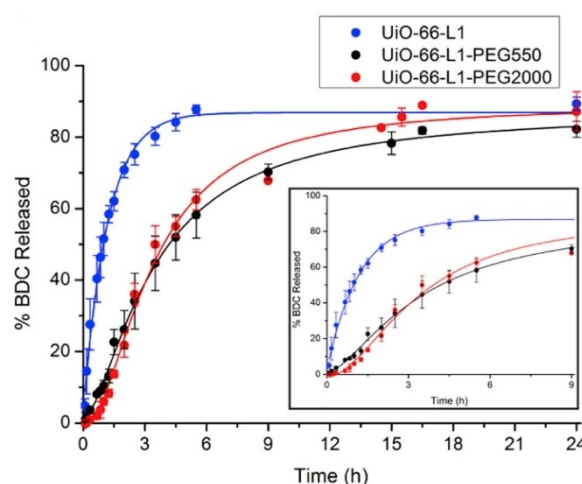 UiO-66-L1
UiO-66-L1-PEG550
UiO-66-L1-PEG2000
100
80
60
40
20
0
% BDC Released
0 3 6 9 12 15 18 21 24
Time (h)
100
80
60
40
20
0
% BDC Released
0 3 6 9
Time (h)